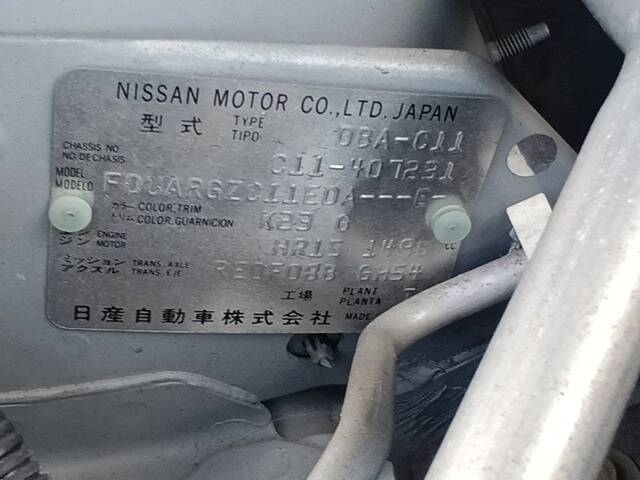 NISSAN MOTOR CO., LTD. JAPAN
型式 TYPE TIPO DBA-C11
CHASSIS NO NO.DE CHASIS C11-407231
MODEL MODELO
カラー COLOR,TRIM
トリム COLOR,GUARNICION K23 G
エンジン ENGINE MOTOR HR15 1498 cc
ミッション TRANS. AXLE
アクスル TRANS. EJE RE0F08B GH54
工場 PLANT PLANTA
日産自動車株式会社 MADE